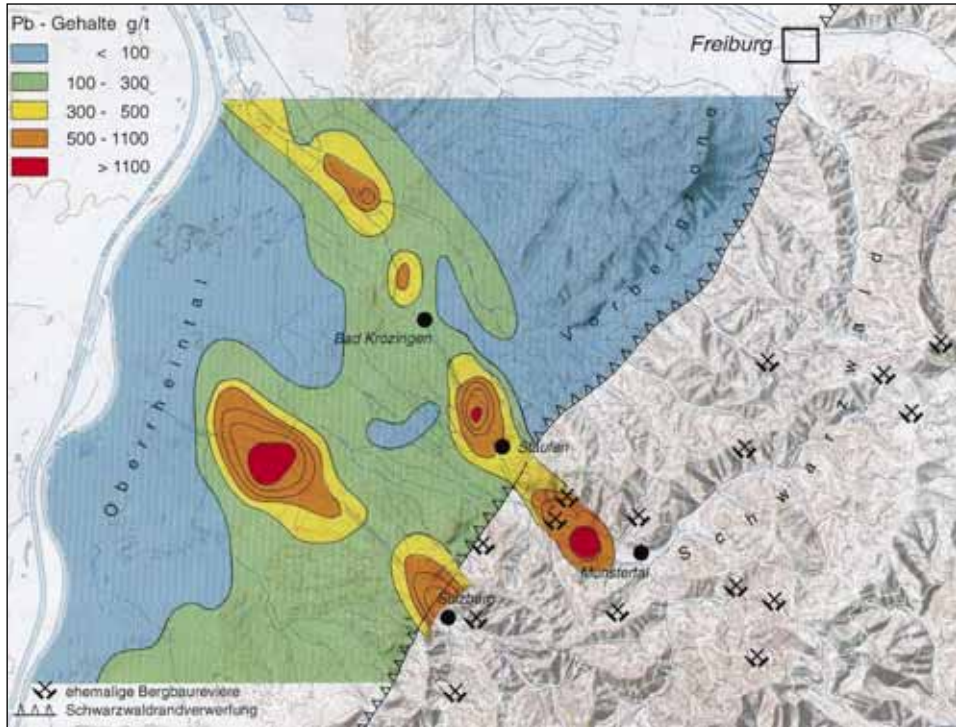 Pb - Gehalte g/t
< 100
100 - 300
300 - 500
500 - 1100
> 1100
Freiburg
Vorbergzone
Oberrheintal
Bad Krozingen
Staufen
Schwarzwald
Münstertal
Sulzburg
ehemalige Bergbaureviere
Schwarzwaldrandverwerfung